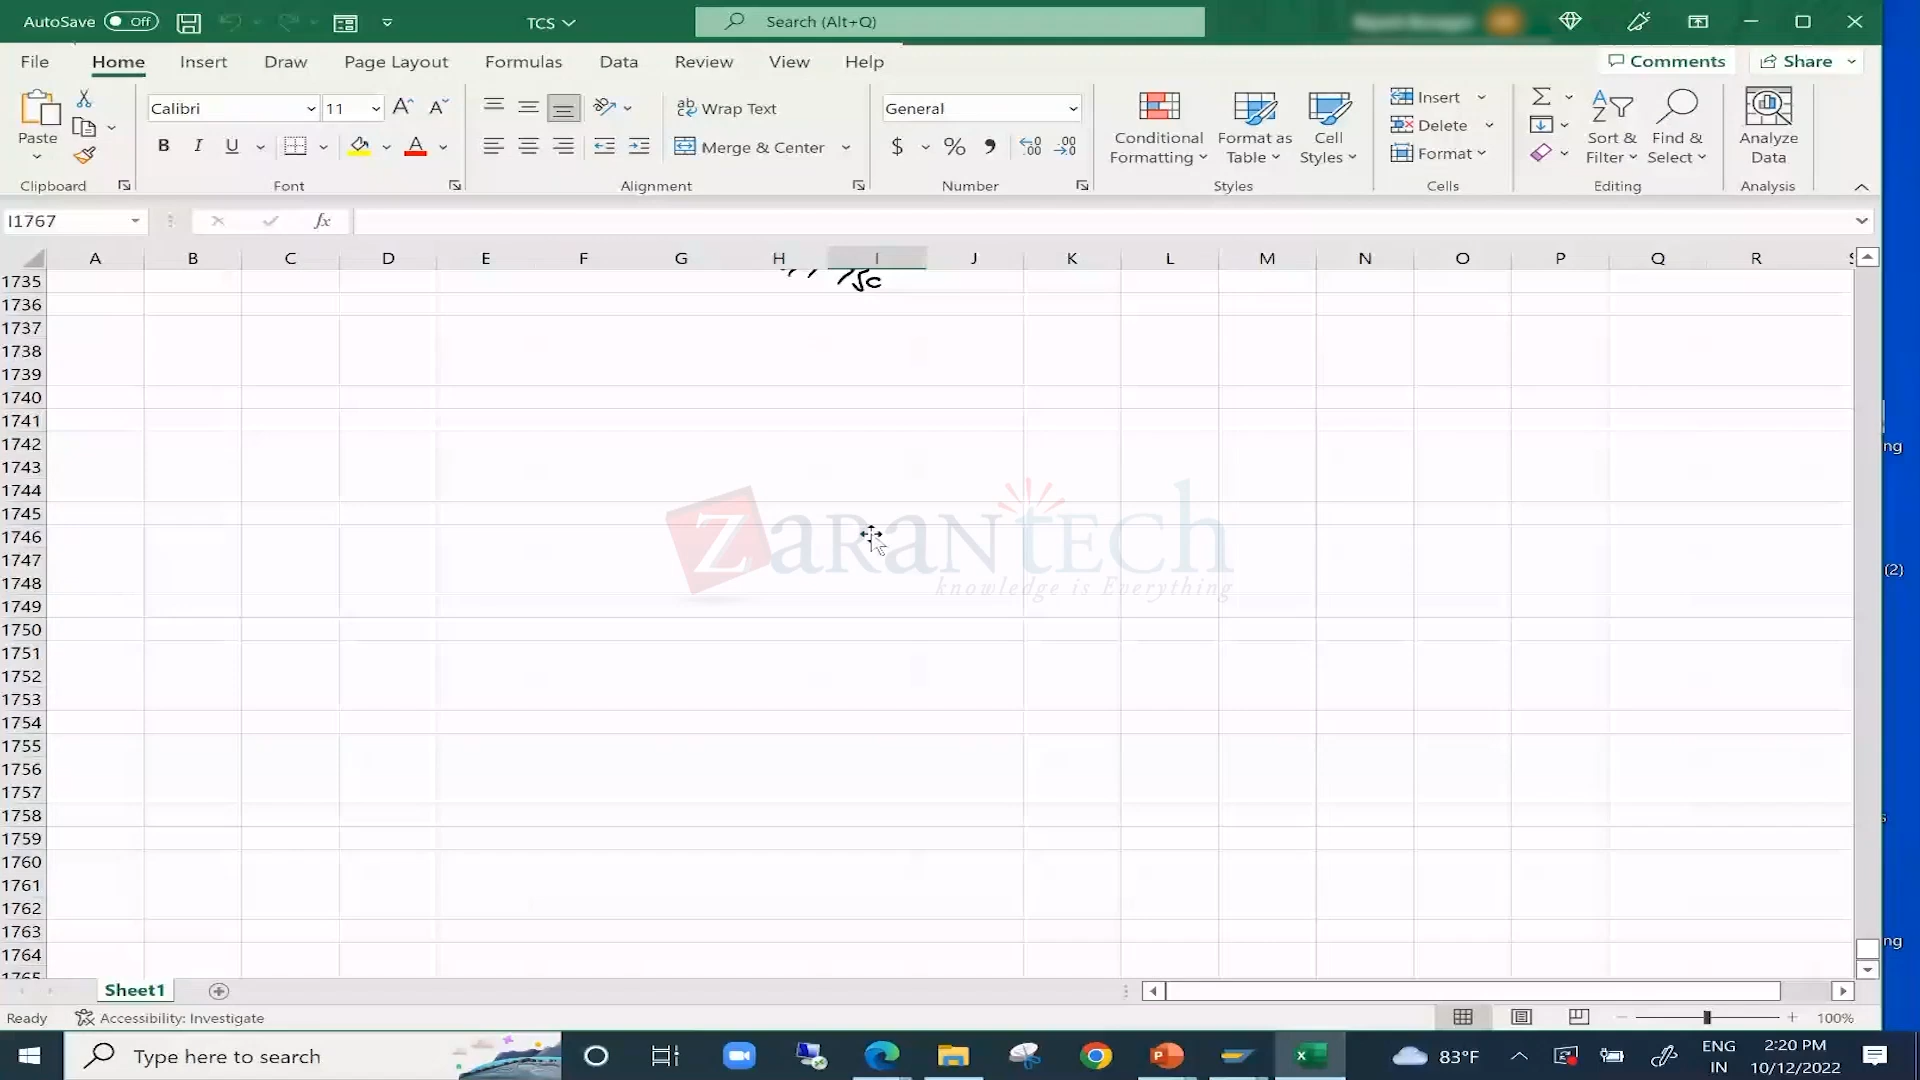 AutoSave Off TCS Search (Alt+Q)
File Home Insert Draw Page Layout Formulas Data Review View Help Comments Share
Paste Calibri 11 Wrap Text General Conditional Formatting Format as Table Cell Styles Insert Sort & Filter Find & Select Analyze Data
B I U Merge & Center $ % Delete
Format
Clipboard Font Alignment Number Styles Cells Editing Analysis
I1767 fx
A B C D E F G H I J K L M N O P Q R
1735
1736
1737
1738
1739
1740
1741
1742 ng
1743
1744
1745
1746
1747
1748 (2)
1749
1750
1751
1752
1753
1754
1755
1756
1757
1758
1759
1760
1761
1762
1763 ng
1764
1765
ZaranTech
knowledge is Everything
Sheet1
Ready Accessibility: Investigate 100%
Type here to search 83°F ENG IN 2:20 PM 10/12/2022